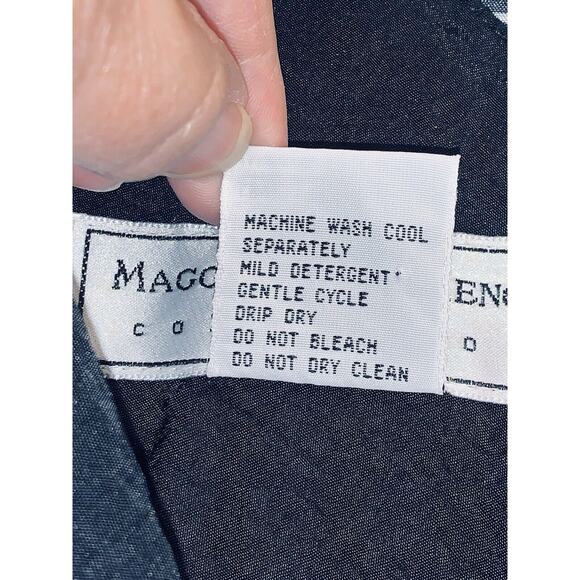 MACHINE WASH COOL
SEPARATELY
MILD DETERGENT
GENTLE CYCLE
DRIP DRY
DO NOT BLEACH
DO NOT DRY CLEAN